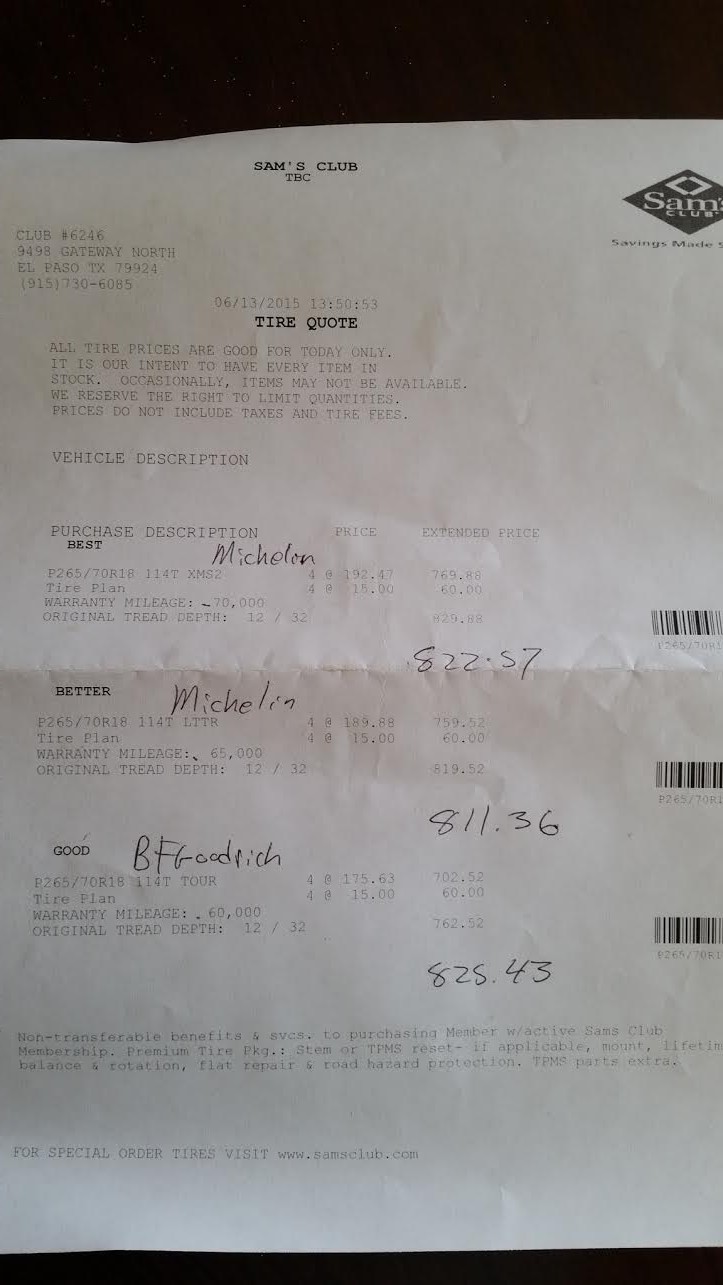 SAM'S CLUB
TBC
Sam's
CLUB
Savings Made S
CLUB #6246
9498 GATEWAY NORTH
EL PASO TX 79924
(915)730-6085
06/13/2015 13:50:53
TIRE QUOTE
ALL TIRE PRICES ARE GOOD FOR TODAY ONLY.
IT IS OUR INTENT TO HAVE EVERY ITEM IN
STOCK. OCCASIONALLY, ITEMS MAY NOT BE AVAILABLE.
WE RESERVE THE RIGHT TO LIMIT QUANTITIES.
PRICES DO NOT INCLUDE TAXES AND TIRE FEES.
VEHICLE DESCRIPTION
PURCHASE DESCRIPTION PRICE EXTENDED PRICE
BEST
Michelon
P265/70R18 114T XMS2 4 @ 192.47 769.88
Tire Plan 4 @ 15.00 60.00
WARRANTY MILEAGE: 70,000
ORIGINAL TREAD DEPTH: 12 / 32 829.88
P265/70R1
822.57
BETTER Michelin
P265/70R18 114T LTTR 4 @ 189.88 759.52
Tire Plan 4 @ 15.00 60.00
WARRANTY MILEAGE: 65,000
ORIGINAL TREAD DEPTH: 12 / 32 819.52
P265/70R1
811.36
GOOD BFGoodrich
P265/70R18 114T TOUR 4 @ 175.63 702.52
Tire Plan 4 @ 15.00 60.00
WARRANTY MILEAGE: 60,000
ORIGINAL TREAD DEPTH: 12 / 32 762.52
P265/70R1
825.43
Non-transferable benefits & svcs. to purchasing Member w/active Sams Club
Membership. Premium Tire Pkg.: Stem or TPMS reset- if applicable, mount, lifetim
balance & rotation, flat repair & road hazard protection. TPMS parts extra.
FOR SPECIAL ORDER TIRES VISIT www.samsclub.com